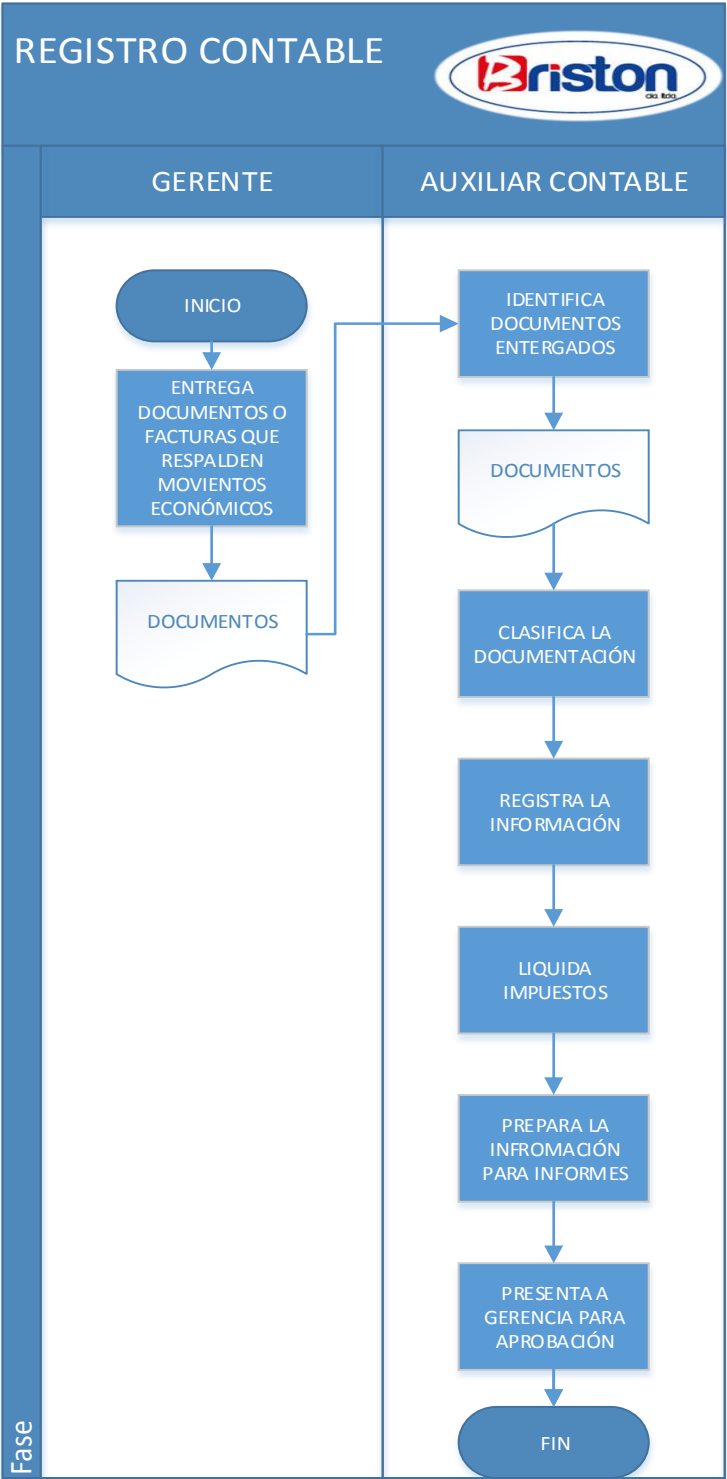 REGISTRO CONTABLE
Briston
cia. ltda.
GERENTE
AUXILIAR CONTABLE
INICIO
ENTREGA
DOCUMENTOS O
FACTURAS QUE
RESPALDEN
MOVIENTOS
ECONÓMICOS
DOCUMENTOS
IDENTIFICA
DOCUMENTOS
ENTERGADOS
DOCUMENTOS
CLASIFICA LA
DOCUMENTACIÓN
REGISTRA LA
INFORMACIÓN
LIQUIDA
IMPUESTOS
PREPARA LA
INFROMACIÓN
PARA INFORMES
PRESENTA A
GERENCIA PARA
APROBACIÓN
FIN
Fase